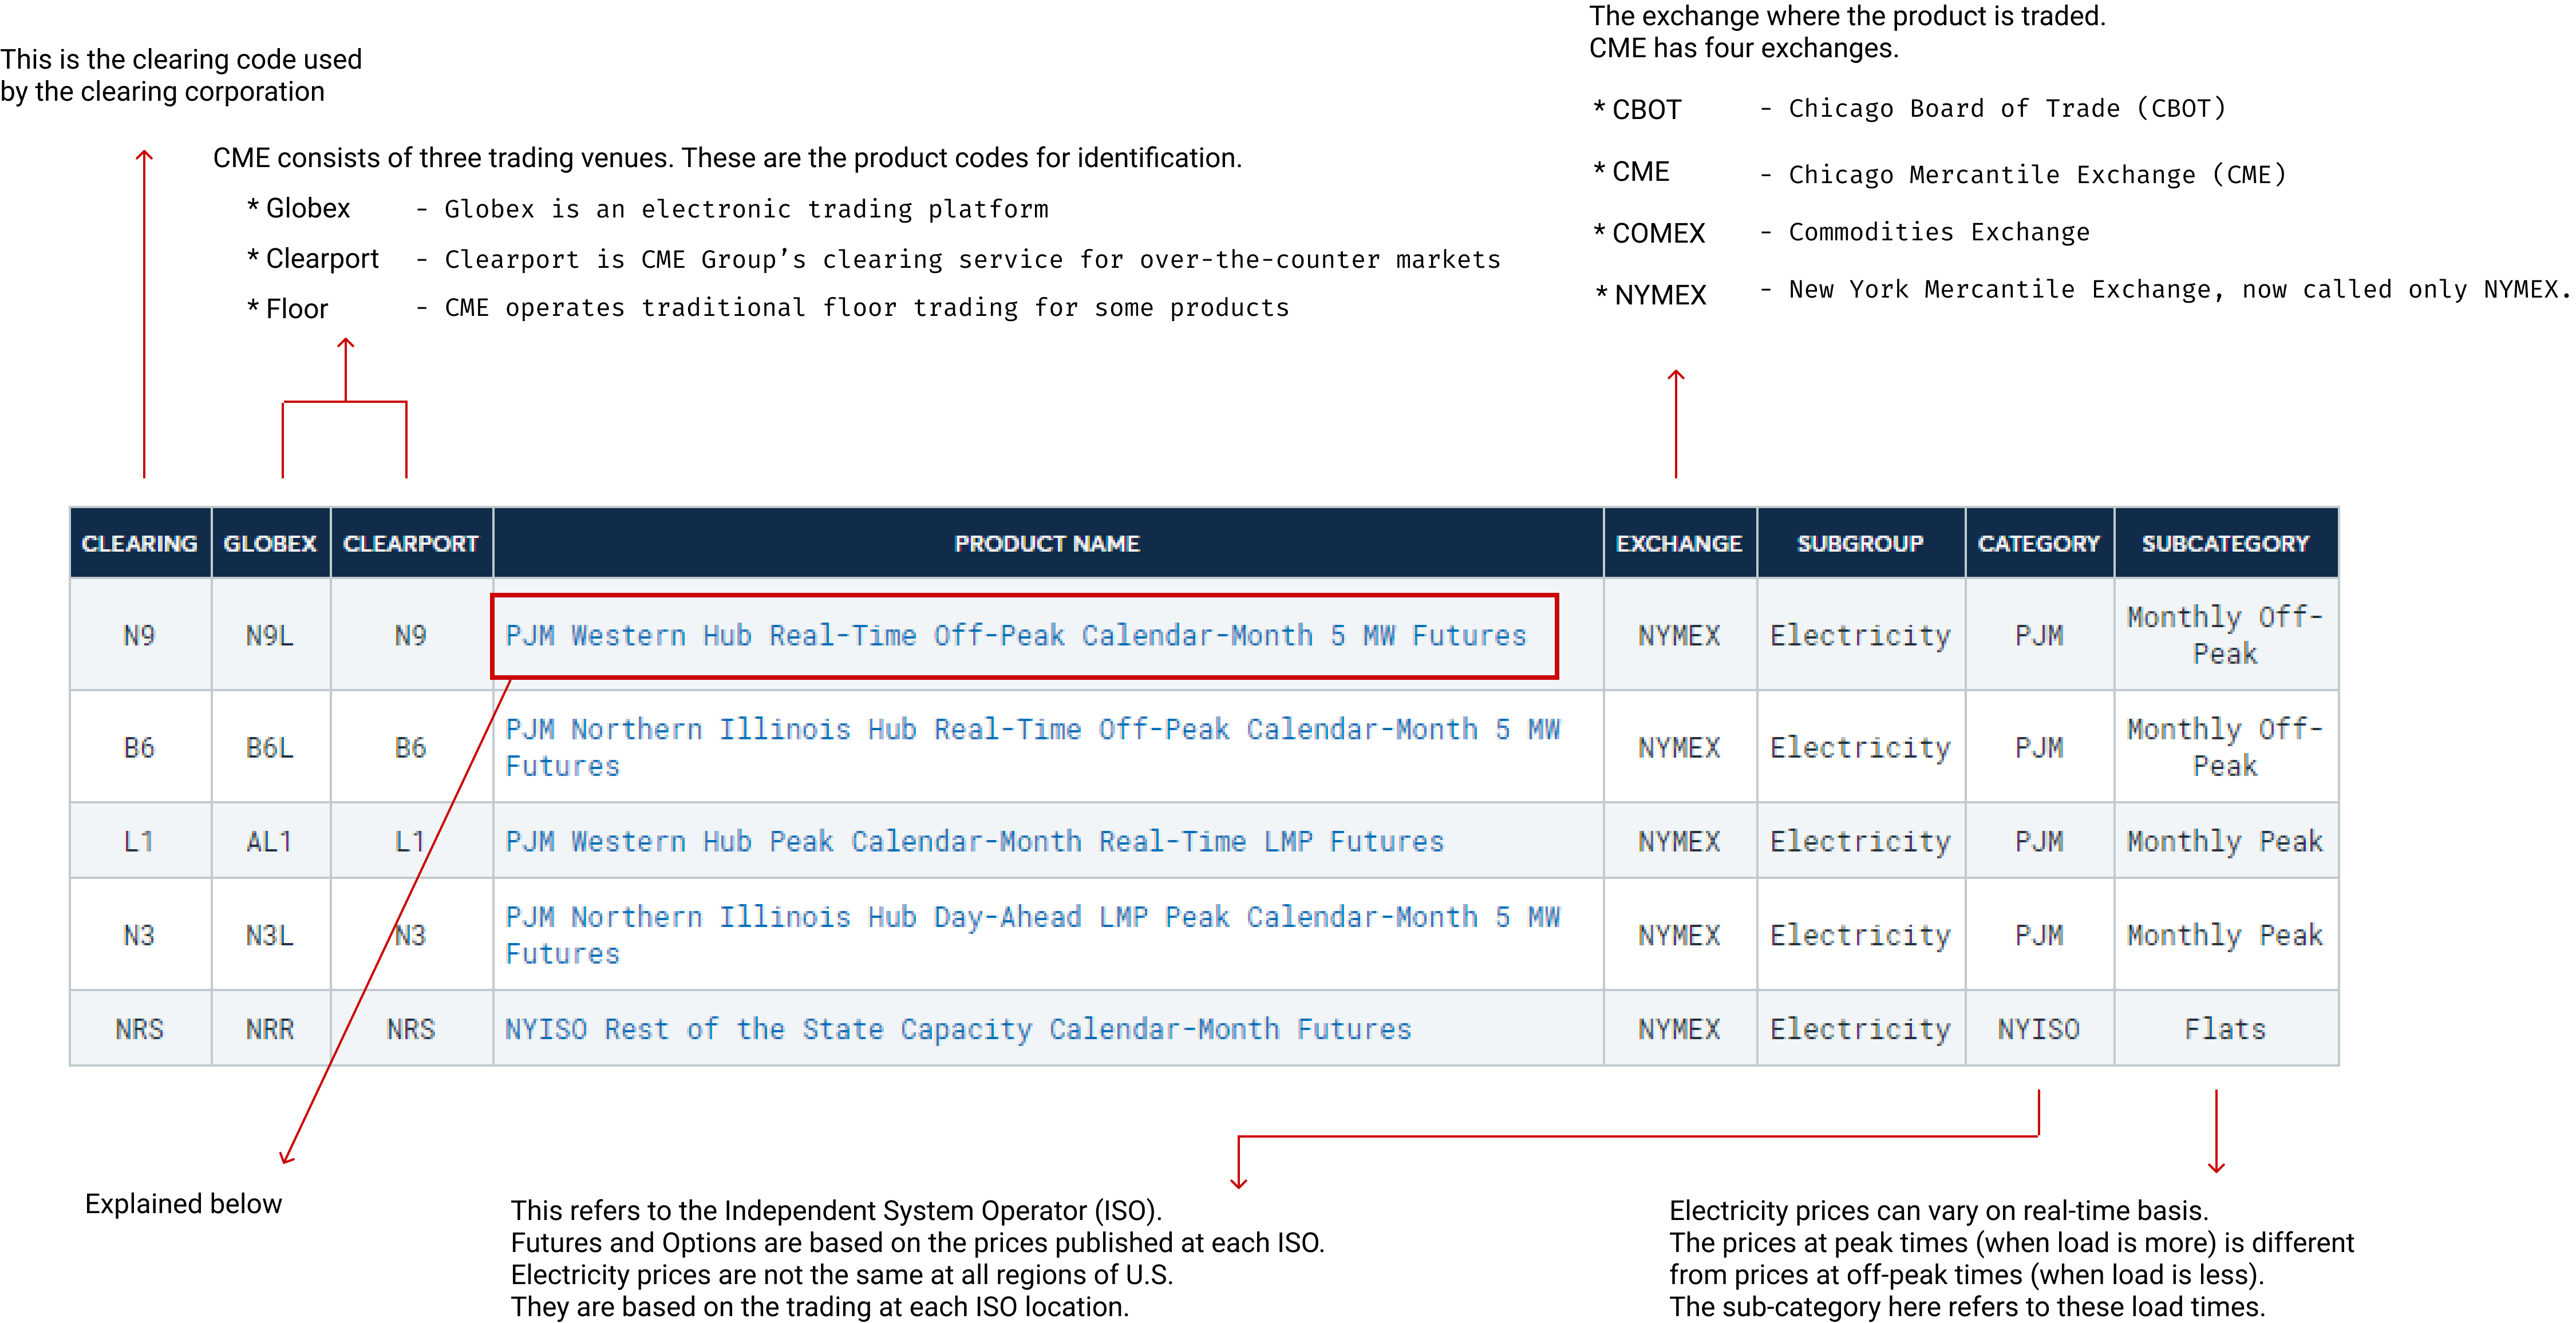 The exchange where the product is traded.
CME has four exchanges.
This is the clearing code used
by the clearing corporation
* CBOT - Chicago Board of Trade (CBOT)
CME consists of three trading venues. These are the product codes for identification.
* CME - Chicago Mercantile Exchange (CME)
* Globex - Globex is an electronic trading platform
* COMEX - Commodities Exchange
* Clearport - Clearport is CME Group’s clearing service for over-the-counter markets
* NYMEX - New York Mercantile Exchange, now called only NYMEX.
* Floor - CME operates traditional floor trading for some products
CLEARING GLOBEX CLEARPORT PRODUCT NAME EXCHANGE SUBGROUP CATEGORY SUBCATEGORY
N9 N9L N9 PJM Western Hub Real-Time Off-Peak Calendar-Month 5 MW Futures NYMEX Electricity PJM Monthly Off-
Peak
B6 B6L B6 PJM Northern Illinois Hub Real-Time Off-Peak Calendar-Month 5 MW
Futures NYMEX Electricity PJM Monthly Off-
Peak
L1 AL1 L1 PJM Western Hub Peak Calendar-Month Real-Time LMP Futures NYMEX Electricity PJM Monthly Peak
N3 N3L N3 PJM Northern Illinois Hub Day-Ahead LMP Peak Calendar-Month 5 MW
Futures NYMEX Electricity PJM Monthly Peak
NRS NRR NRS NYISO Rest of the State Capacity Calendar-Month Futures NYMEX Electricity NYISO Flats
Explained below
This refers to the Independent System Operator (ISO).
Futures and Options are based on the prices published at each ISO.
Electricity prices are not the same at all regions of U.S.
They are based on the trading at each ISO location.
Electricity prices can vary on real-time basis.
The prices at peak times (when load is more) is different
from prices at off-peak times (when load is less).
The sub-category here refers to these load times.